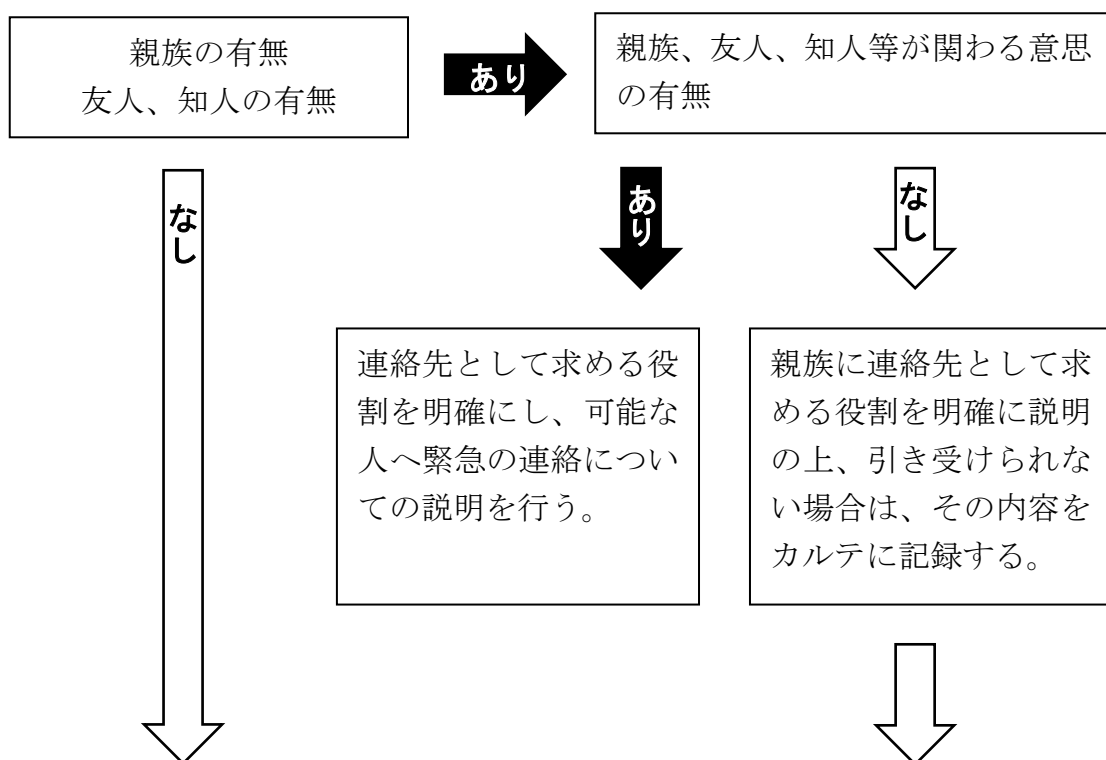 親族の有無
友人、知人の有無
あり
親族、友人、知人等が関わる意思
の有無
なし
あり
なし
連絡先として求める役
割を明確にし、可能な
人へ緊急の連絡につい
ての説明を行う。
親族に連絡先として求
める役割を明確に説明
の上、引き受けられな
い場合は、その内容を
カルテに記録する。